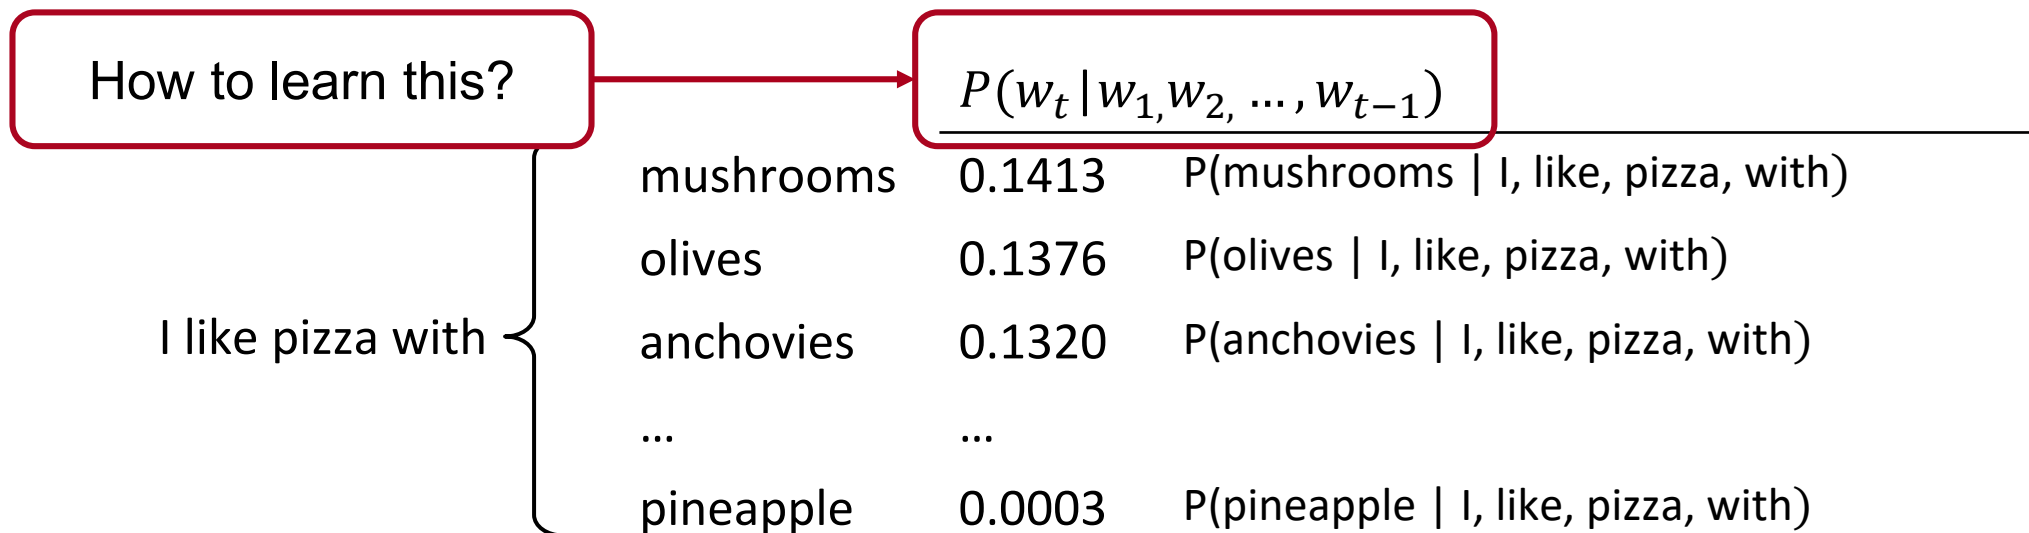 How to learn this?
P(w_t|w_1,w_2, …,w_{t−1})
mushrooms 0.1413 P(mushrooms | I, like, pizza, with)
olives 0.1376 P(olives | I, like, pizza, with)
I like pizza with
anchovies 0.1320 P(anchovies | I, like, pizza, with)
… …
pineapple 0.0003 P(pineapple | I, like, pizza, with)